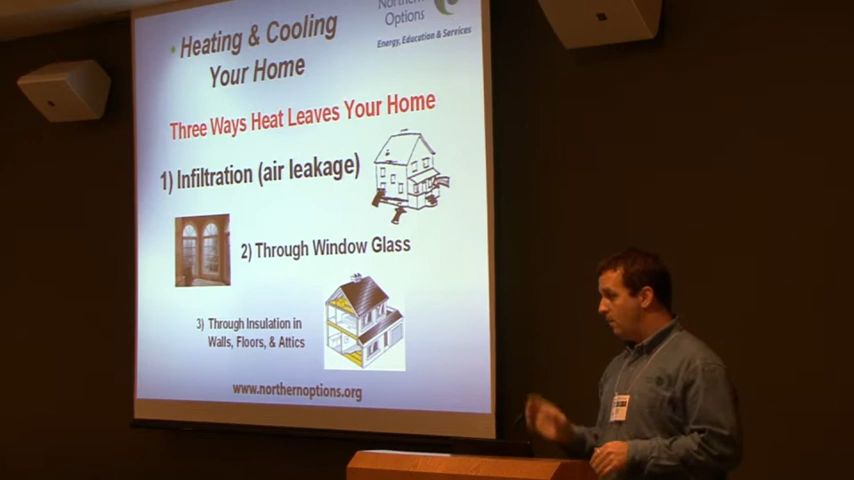 Northern
Options
Energy, Education & Services
Heating & Cooling
Your Home
Three Ways Heat Leaves Your Home
1) Infiltration (air leakage)
2) Through Window Glass
3) Through Insulation in
Walls, Floors, & Attics
www.northernoptions.org